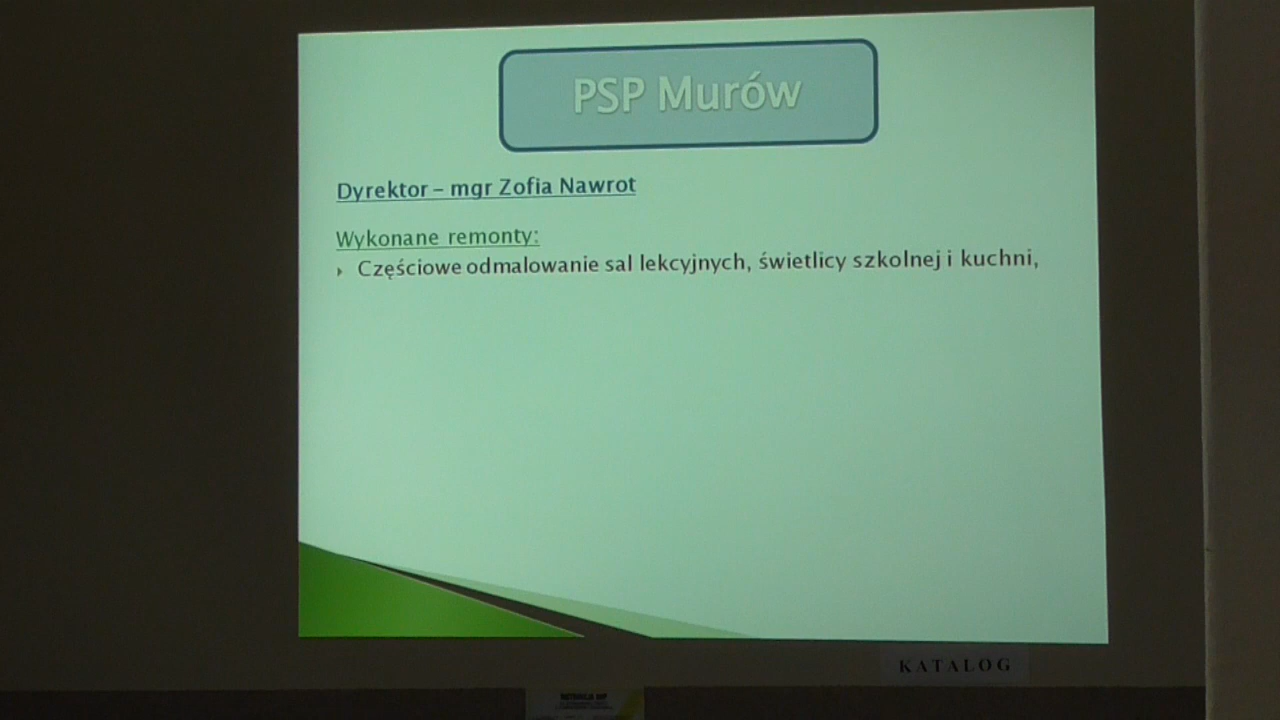 PSP Murów
Dyrektor – mgr Zofia Nawrot
Wykonane remonty:
Częściowe odmalowanie sal lekcyjnych, świetlicy szkolnej i kuchni,
KATALOG